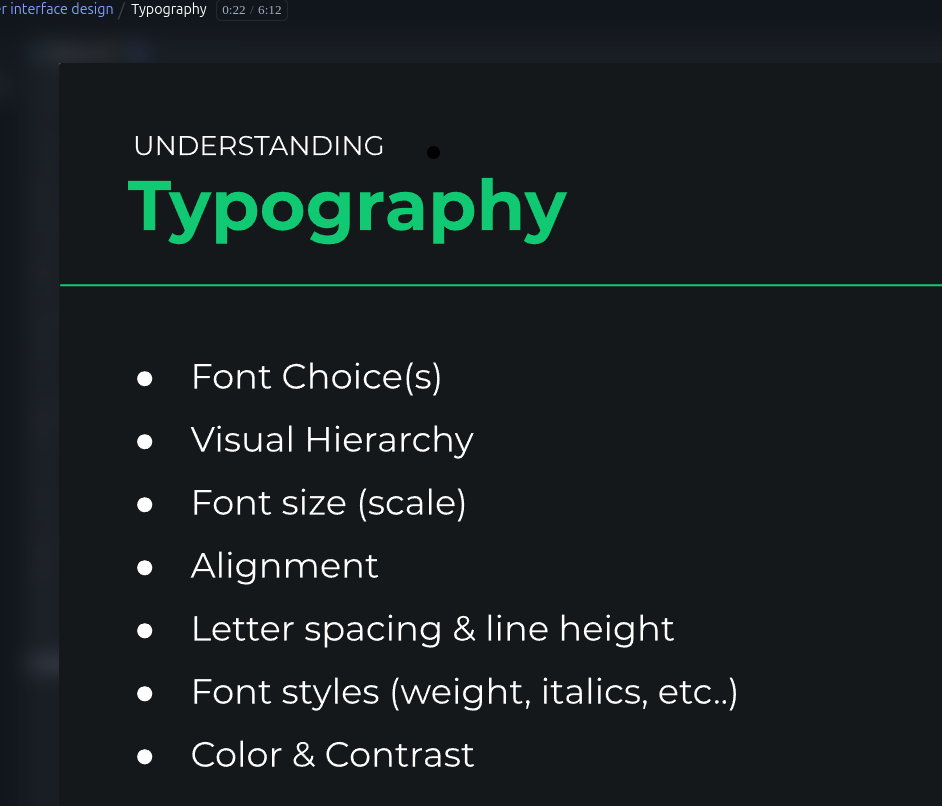 r interface design / Typography 0:22 / 6:12
UNDERSTANDING
Typography
● Font Choice(s)
● Visual Hierarchy
● Font size (scale)
● Alignment
● Letter spacing & line height
● Font styles (weight, italics, etc..)
● Color & Contrast